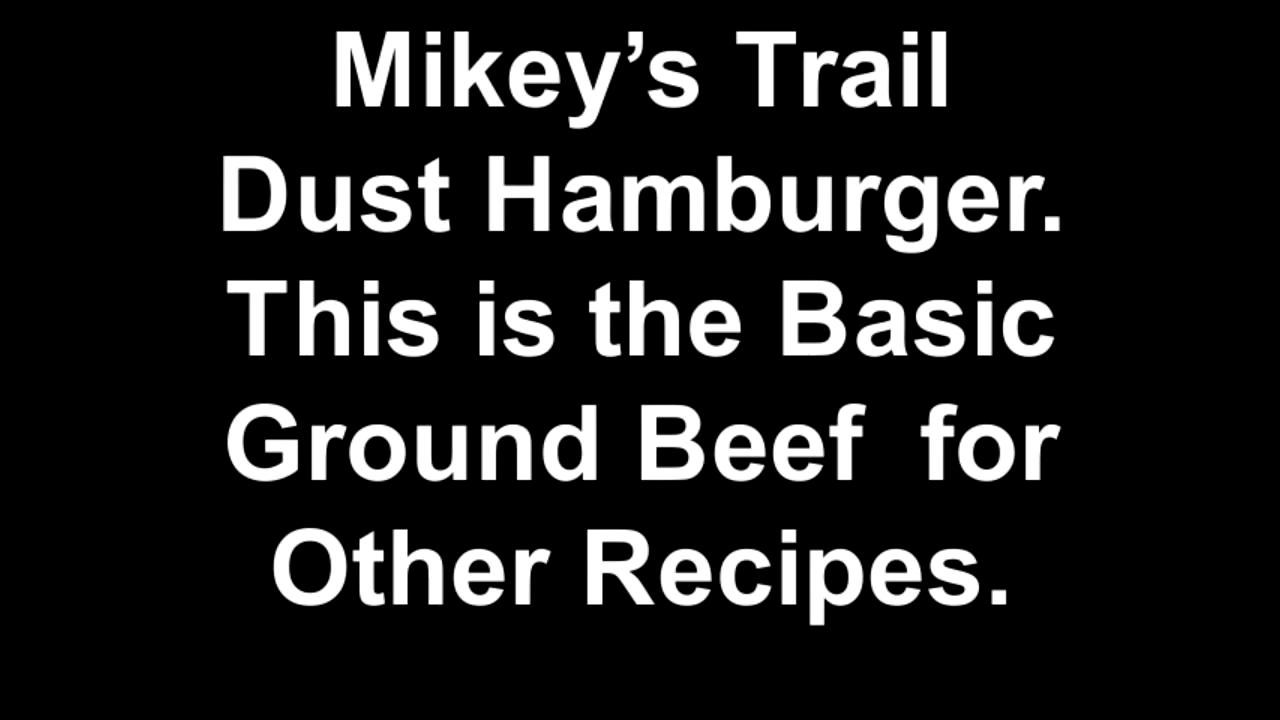 Mikey’s Trail
Dust Hamburger.
This is the Basic
Ground Beef  for
Other Recipes.